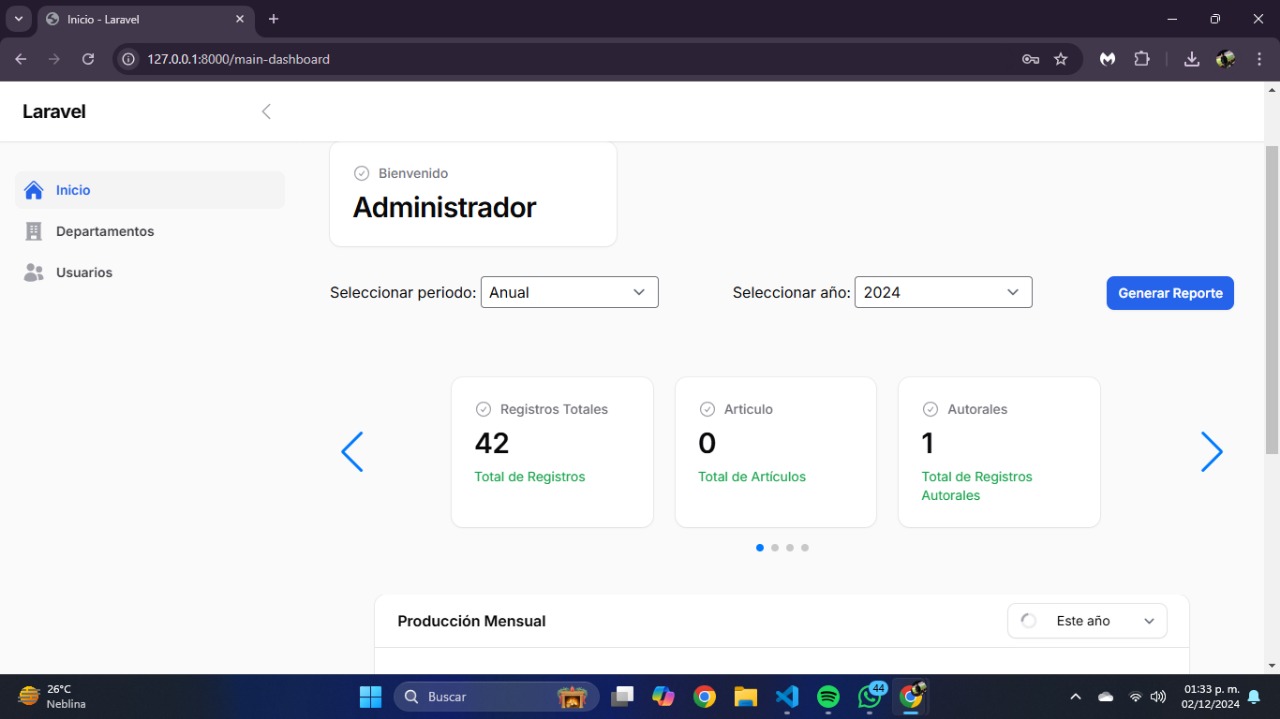 Inicio - Laravel
127.0.0.1:8000/main-dashboard
Laravel
Inicio
Departamentos
Usuarios
Bienvenido
Administrador
Seleccionar periodo: Anual
Seleccionar año: 2024
Generar Reporte
Registros Totales
42
Total de Registros
Articulo
0
Total de Artículos
Autorales
1
Total de Registros
Autorales
Producción Mensual
Este año
26°C
Neblina
Buscar
44
01:33 p. m.
02/12/2024